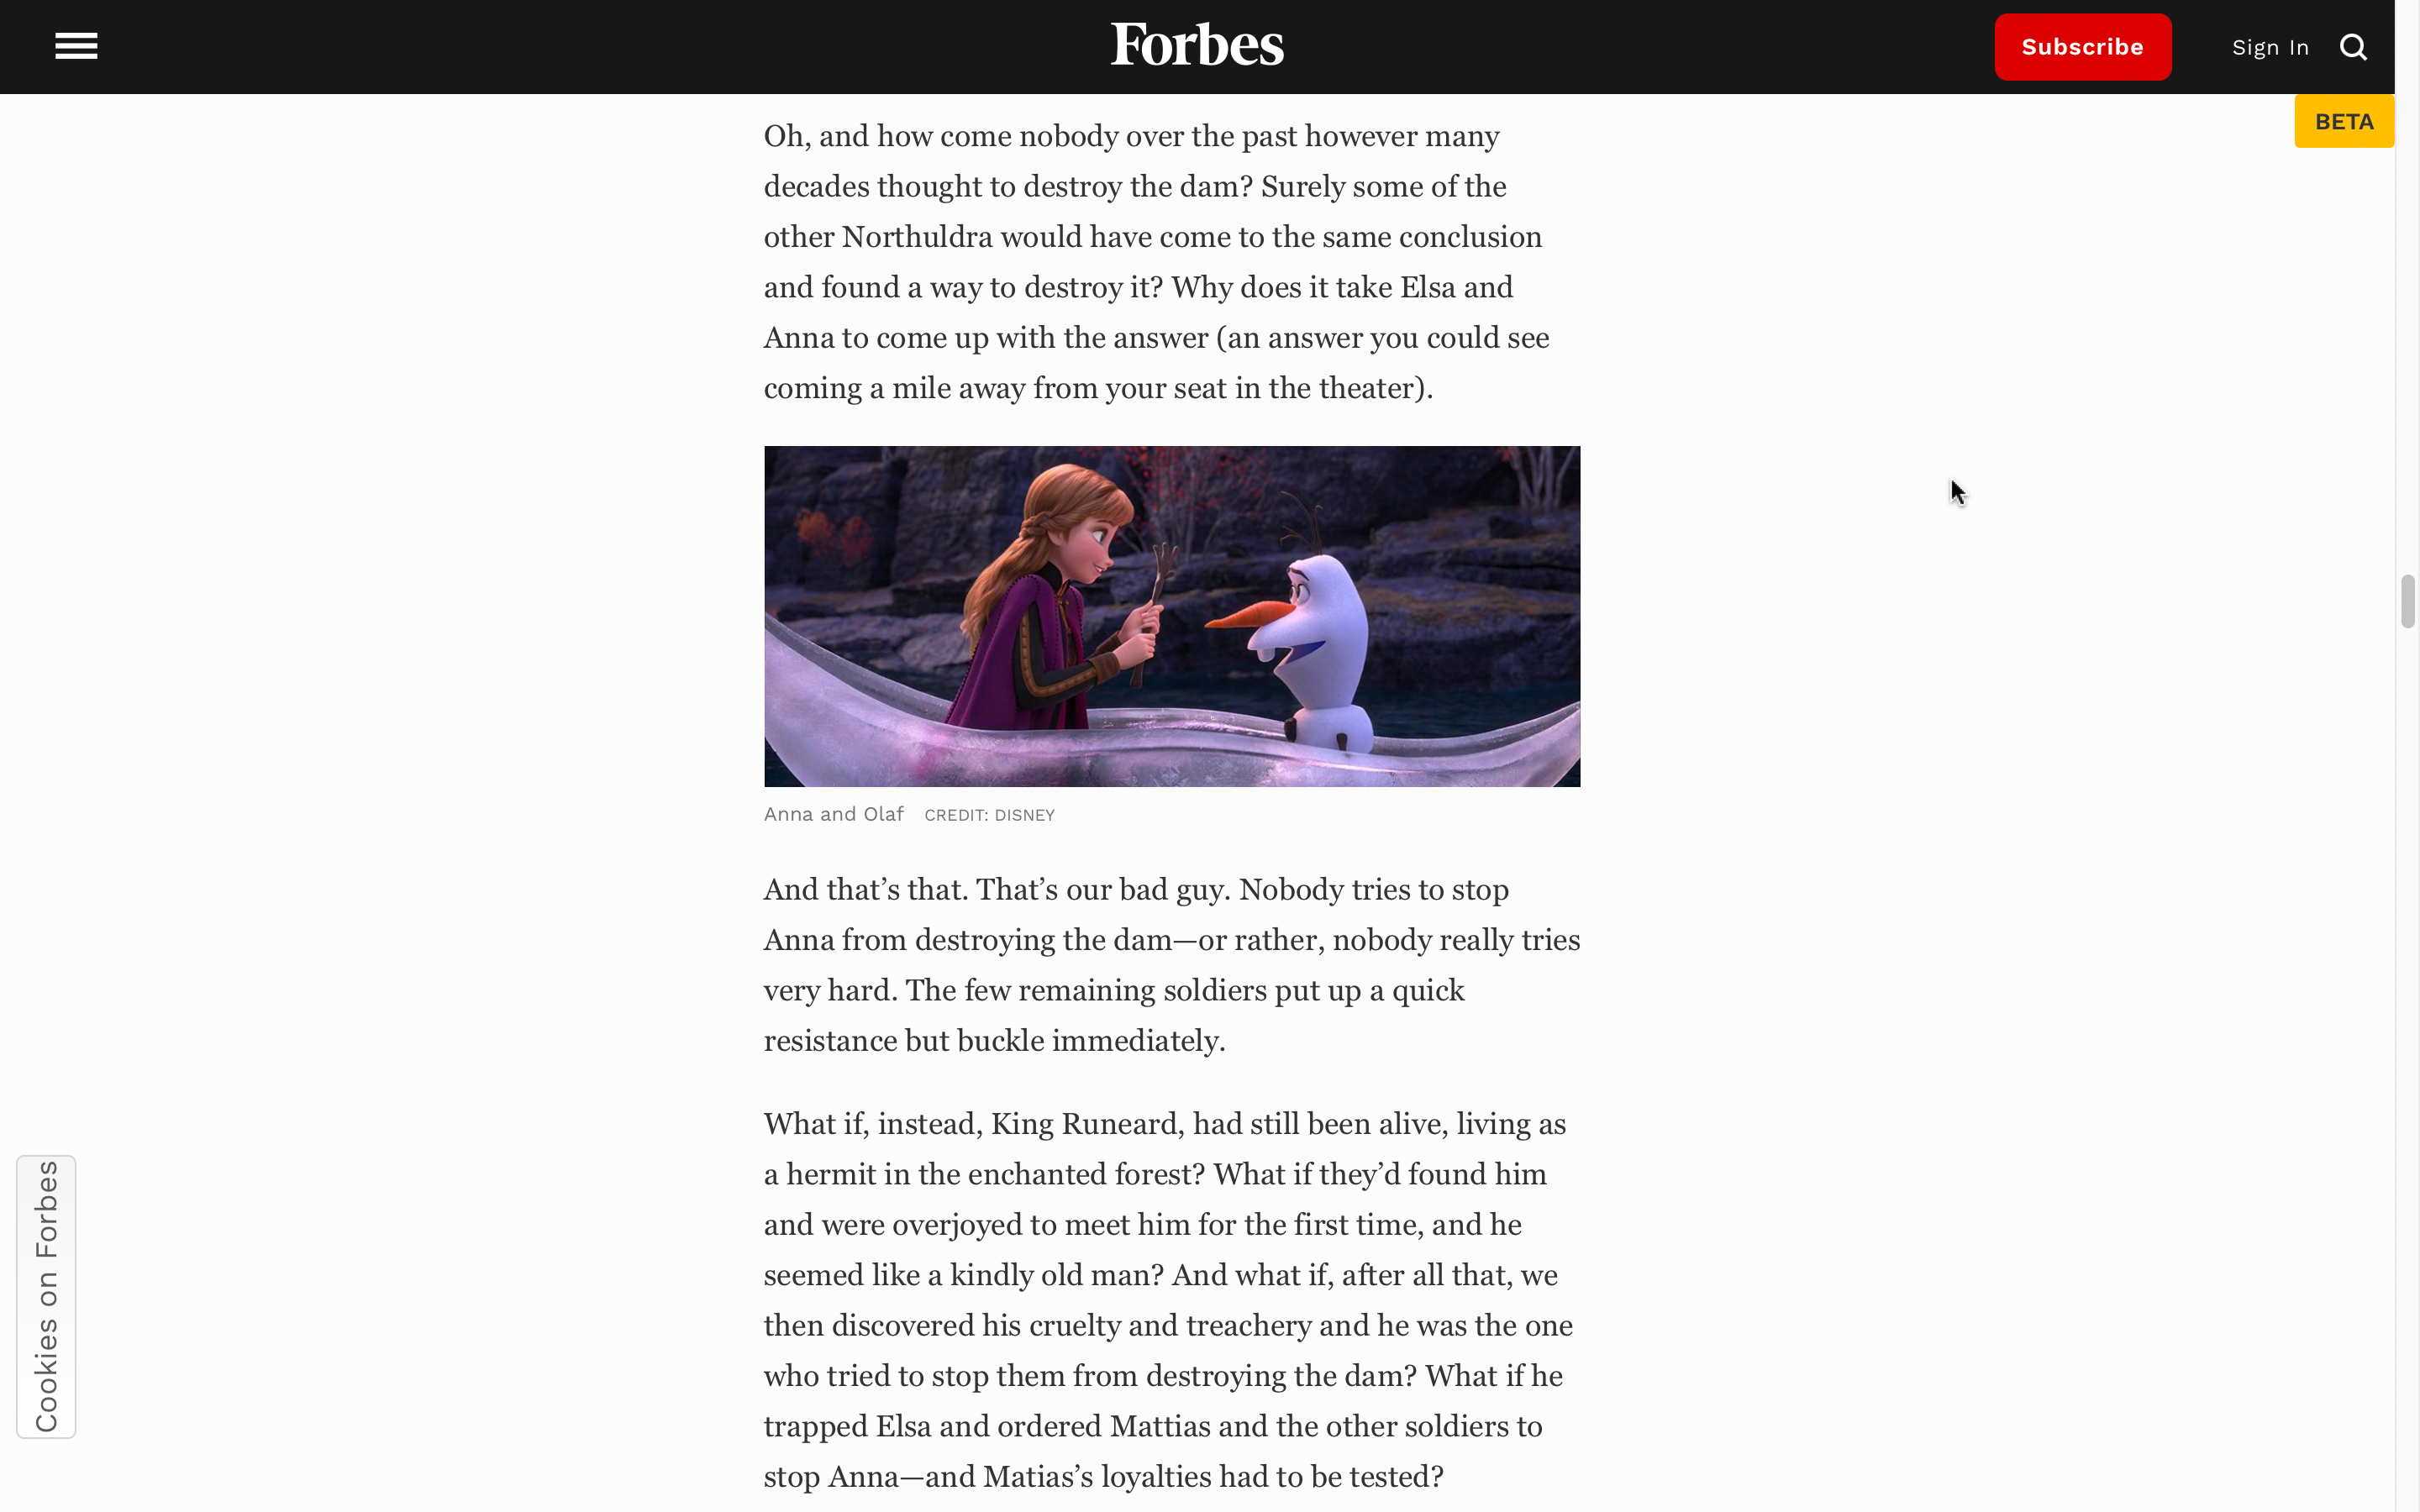 Forbes
Subscribe
Sign In
BETA
Oh, and how come nobody over the past however many
decades thought to destroy the dam? Surely some of the
other Northuldra would have come to the same conclusion
and found a way to destroy it? Why does it take Elsa and
Anna to come up with the answer (an answer you could see
coming a mile away from your seat in the theater).
Anna and Olaf CREDIT: DISNEY
And that’s that. That’s our bad guy. Nobody tries to stop
Anna from destroying the dam—or rather, nobody really tries
very hard. The few remaining soldiers put up a quick
resistance but buckle immediately.
What if, instead, King Runeard, had still been alive, living as
a hermit in the enchanted forest? What if they’d found him
and were overjoyed to meet him for the first time, and he
seemed like a kindly old man? And what if, after all that, we
then discovered his cruelty and treachery and he was the one
who tried to stop them from destroying the dam? What if he
trapped Elsa and ordered Mattias and the other soldiers to
stop Anna—and Matias’s loyalties had to be tested?
Cookies on Forbes